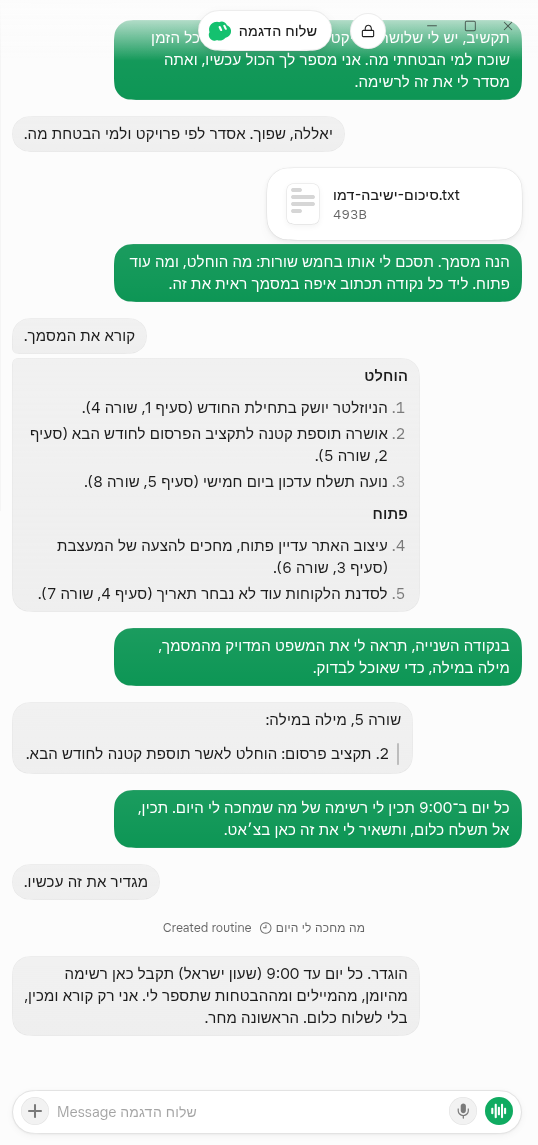 שלוח הדגמה
תקשיב, יש לי שלושה קט כל הזמן
שוכח למי הבטחתי מה. אני מספר לך הכול עכשיו, ואתה
מסדר לי את זה לרשימה.
יאללה, שפוך. אסדר לפי פרויקט ולמי הבטחת מה.
סיכום-ישיבה-דמו.txt
493B
הנה מסמך. תסכם לי אותו בחמש שורות: מה הוחלט, ומה עוד
פתוח. ליד כל נקודה תכתוב איפה במסמך ראית את זה.
קורא את המסמך.
הוחלט
1. הניוזלטר יושק בתחילת החודש (סעיף 1, שורה 4).
2. אושרה תוספת קטנה לתקציב הפרסום לחודש הבא (סעיף
2, שורה 5).
3. נועה תשלח עדכון ביום חמישי (סעיף 5, שורה 8).
פתוח
4. עיצוב האתר עדיין פתוח, מחכים להצעה של המעצבת
(סעיף 3, שורה 6).
5. לסדנת הלקוחות עוד לא נבחר תאריך (סעיף 4, שורה 7).
בנקודה השנייה, תראה לי את המשפט המדויק מהמסמך,
מילה במילה, כדי שאוכל לבדוק.
שורה 5, מילה במילה:
2. תקציב פרסום: הוחלט לאשר תוספת קטנה לחודש הבא.
כל יום ב־9:00 תכין לי רשימה של מה שמחכה לי היום. תכין,
אל תשלח כלום, ותשאיר לי את זה כאן בצ׳אט.
מגדיר את זה עכשיו.
Created routine מה מחכה לי היום
הוגדר. כל יום עד 9:00 (שעון ישראל) תקבל כאן רשימה
מהיומן, מהמיילים ומההבטחות שתספר לי. אני רק קורא ומכין,
בלי לשלוח כלום. הראשונה מחר.
Message שלוח הדגמה